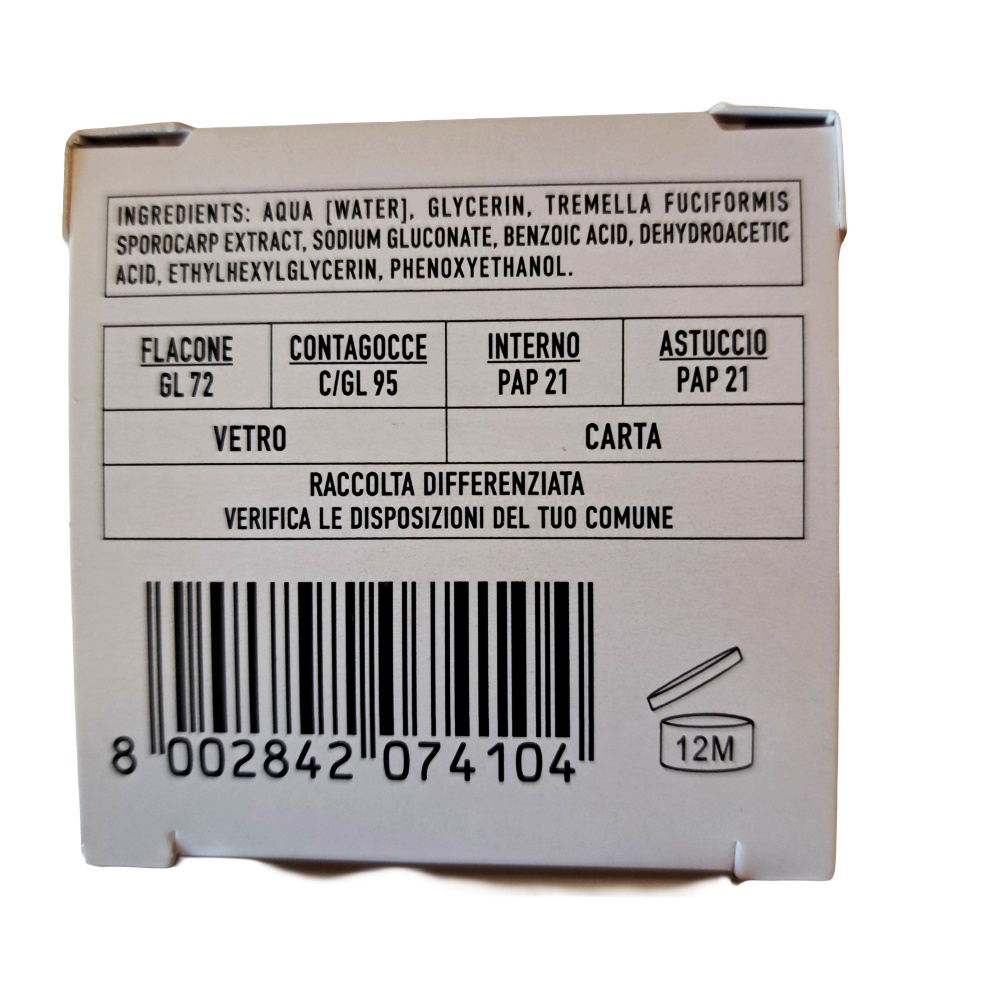 INGREDIENTS: AQUA [WATER], GLYCERIN, TREMELLA FUCIFORMIS
SPOROCARP EXTRACT, SODIUM GLUCONATE, BENZOIC ACID, DEHYDROACETIC
ACID, ETHYLHEXYLGLYCERIN, PHENOXYETHANOL.
FLACONE CONTAGOCCE INTERNO ASTUCCIO
GL 72 C/GL 95 PAP 21 PAP 21
VETRO CARTA
RACCOLTA DIFFERENZIATA
VERIFICA LE DISPOSIZIONI DEL TUO COMUNE
12M
8 002842 074104